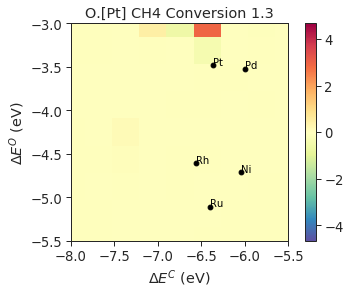 O.[Pt] CH4 Conversion 1.3
−3.0
−3.5
−4.0
−4.5
−5.0
−5.5
ΔE^O (eV)
Pt
Pd
Rh
Ni
Ru
−8.0 −7.5 −7.0 −6.5 −6.0 −5.5
ΔE^C (eV)
4
2
0
−2
−4